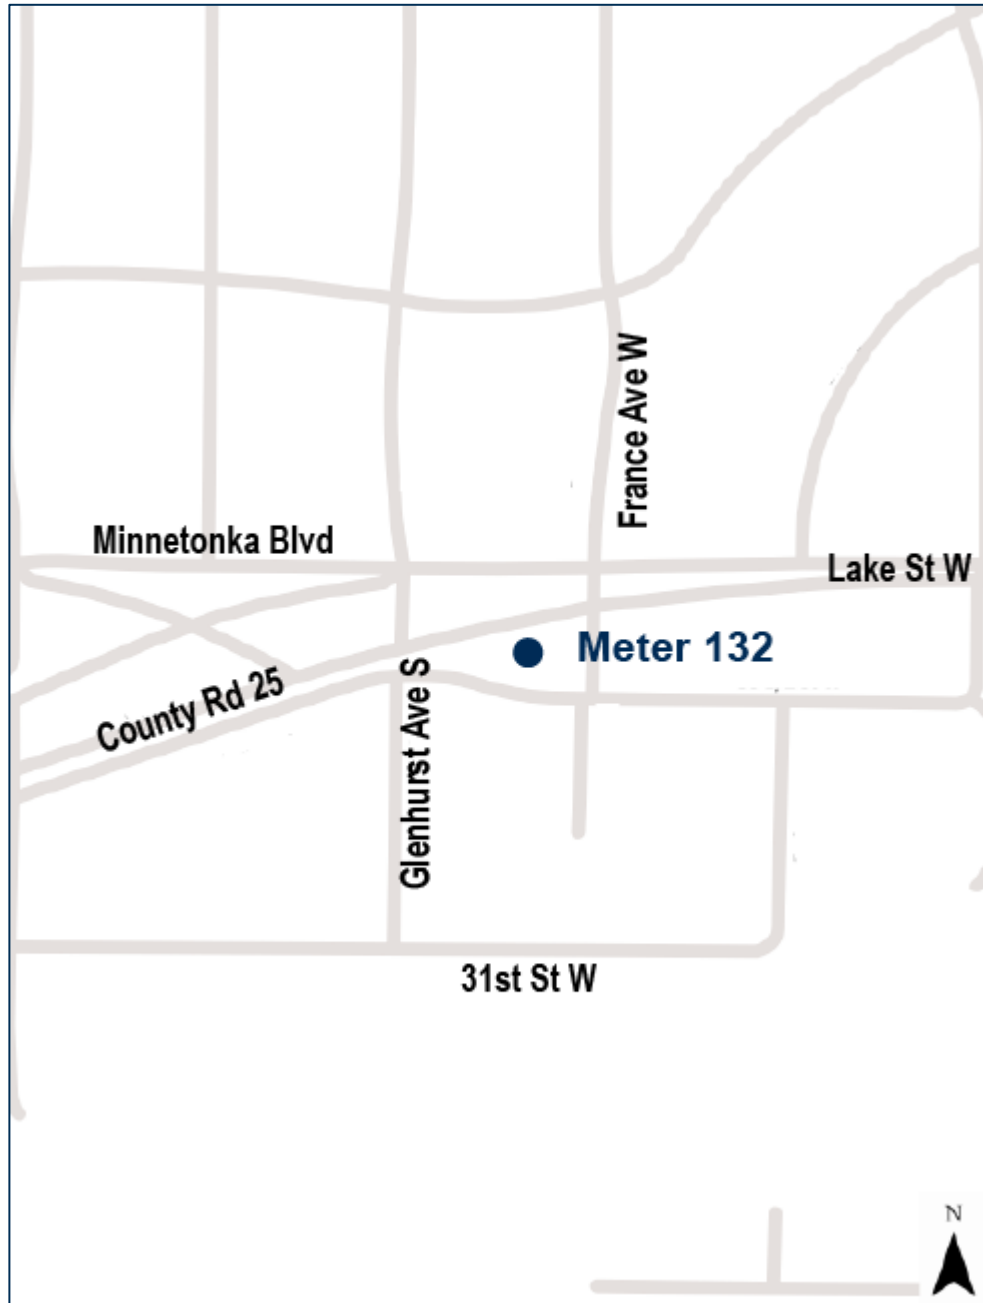 France Ave W
Minnetonka Blvd
Lake St W
Meter 132
County Rd 25
Glenhurst Ave S
31st St W
N